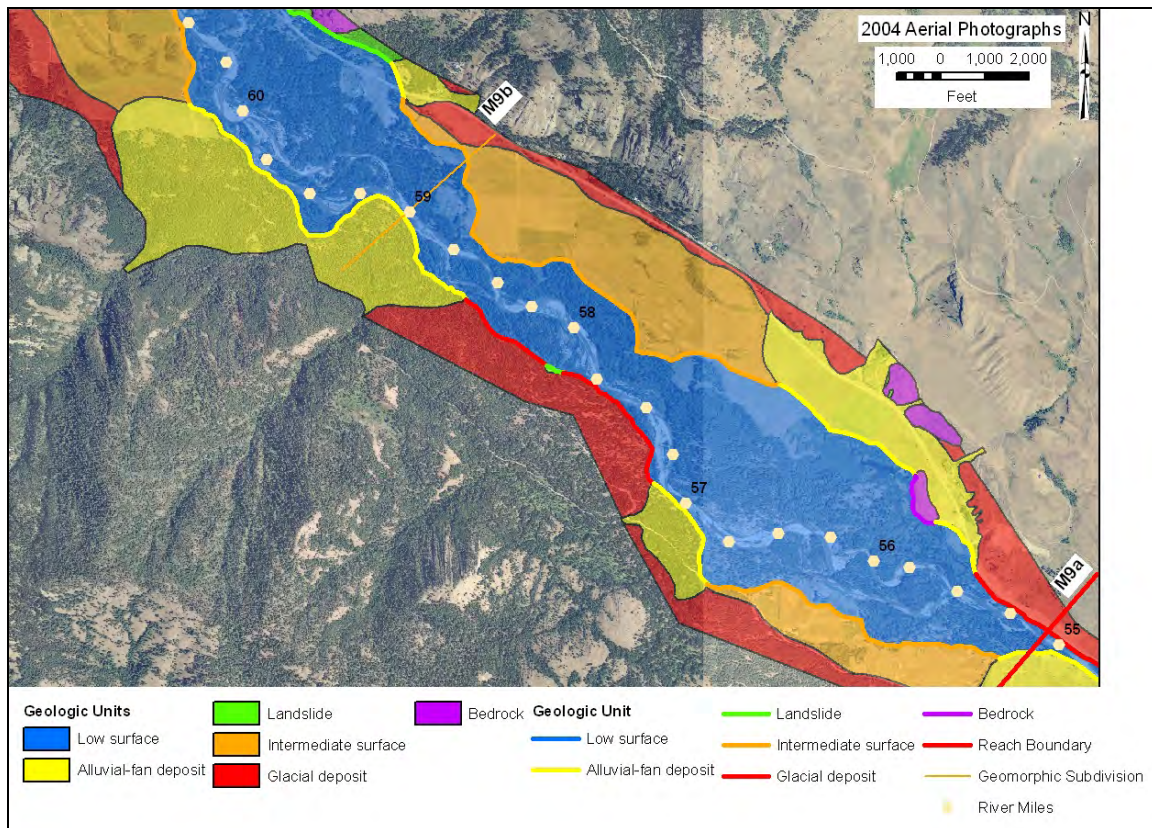 2004 Aerial Photographs
1,000 0 1,000 2,000
Feet
N
M9b
60
59
58
57
56
M9a
55
Geologic Units
Low surface
Alluvial-fan deposit
Landslide
Intermediate surface
Glacial deposit
Bedrock
Geologic Unit
Low surface
Alluvial-fan deposit
Landslide
Intermediate surface
Glacial deposit
Bedrock
Reach Boundary
Geomorphic Subdivision
River Miles